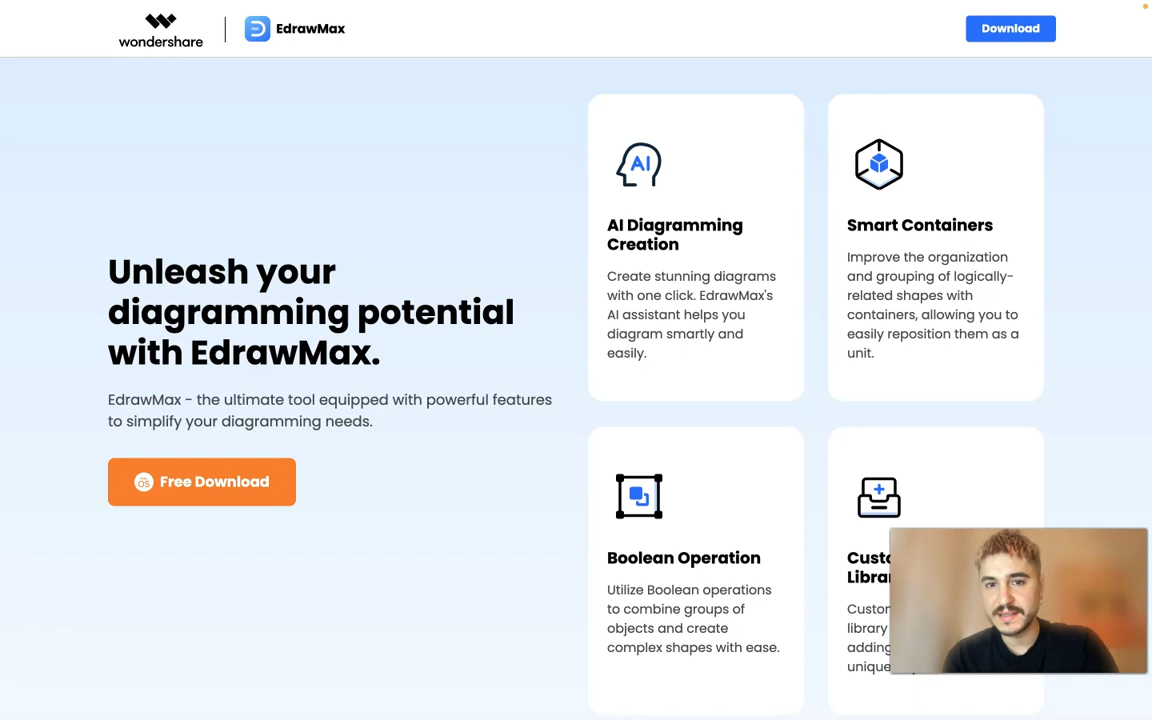 wondershare
EdrawMax
Download
Unleash your
diagramming potential
with EdrawMax.
EdrawMax - the ultimate tool equipped with powerful features
to simplify your diagramming needs.
Free Download
AI
AI Diagramming
Creation
Create stunning diagrams
with one click. EdrawMax's
AI assistant helps you
diagram smartly and
easily.
Smart Containers
Improve the organization
and grouping of logically-
related shapes with
containers, allowing you to
easily reposition them as a
unit.
Boolean Operation
Utilize Boolean operations
to combine groups of
objects and create
complex shapes with ease.
library
adding
unique